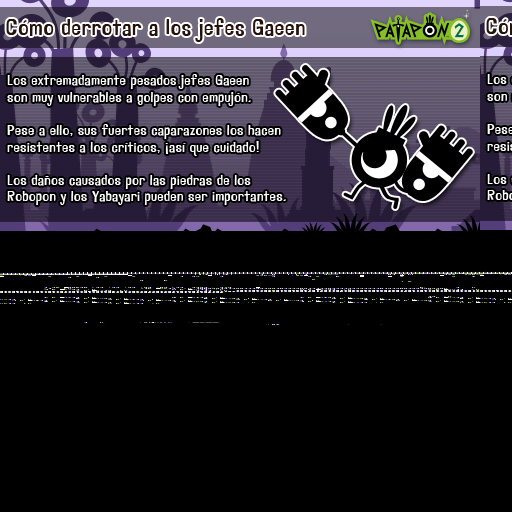 Cómo derrotar a los jefes Gaeen
PATAPON 2
Los extremadamente pesados jefes Gaeen
son muy vulnerables a golpes con empujón.
Pese a ello, sus fuertes caparazones los hacen
resistentes a los críticos, ¡así que cuidado!
Los daños causados por las piedras de los
Robopon y los Yabayari pueden ser importantes.